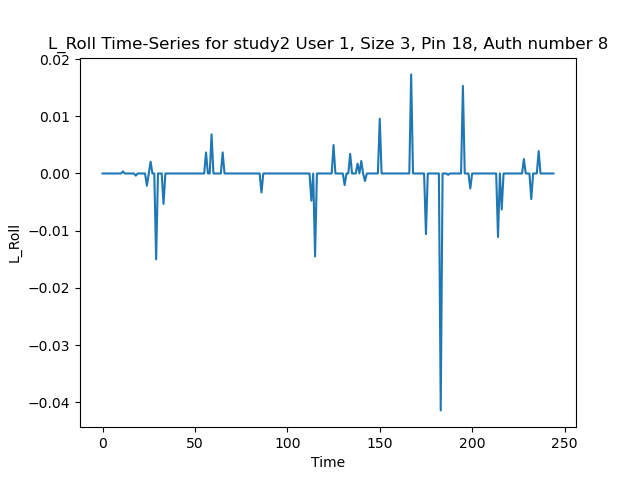 L_Roll Time-Series for study2 User 1, Size 3, Pin 18, Auth number 8
0.02
0.01
0.00
−0.01
−0.02
−0.03
−0.04
L_Roll
0 50 100 150 200 250
Time